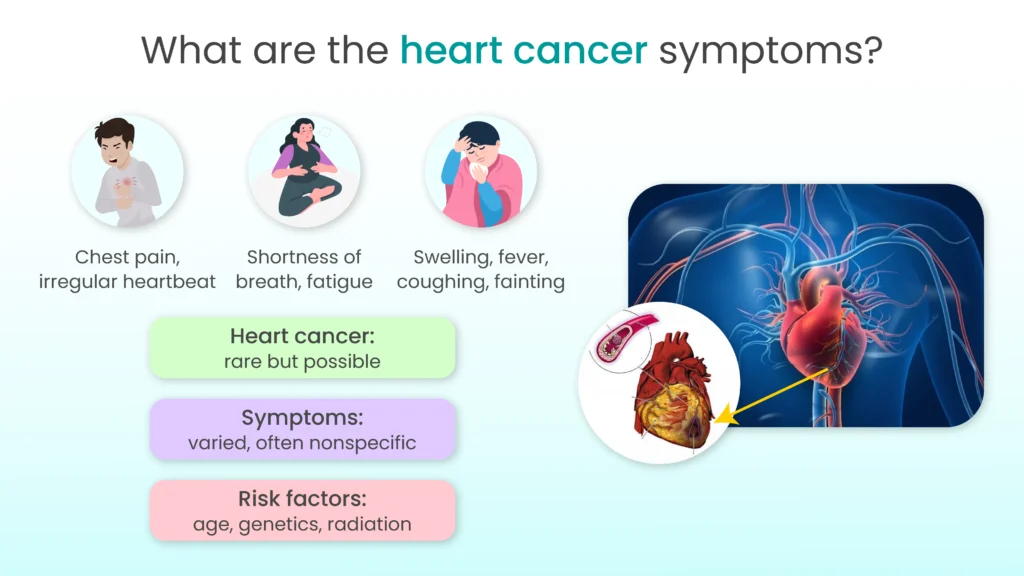 What are the heart cancer symptoms?
Chest pain,
irregular heartbeat
Shortness of
breath, fatigue
Swelling, fever,
coughing, fainting
Heart cancer:
rare but possible
Symptoms:
varied, often nonspecific
Risk factors:
age, genetics, radiation